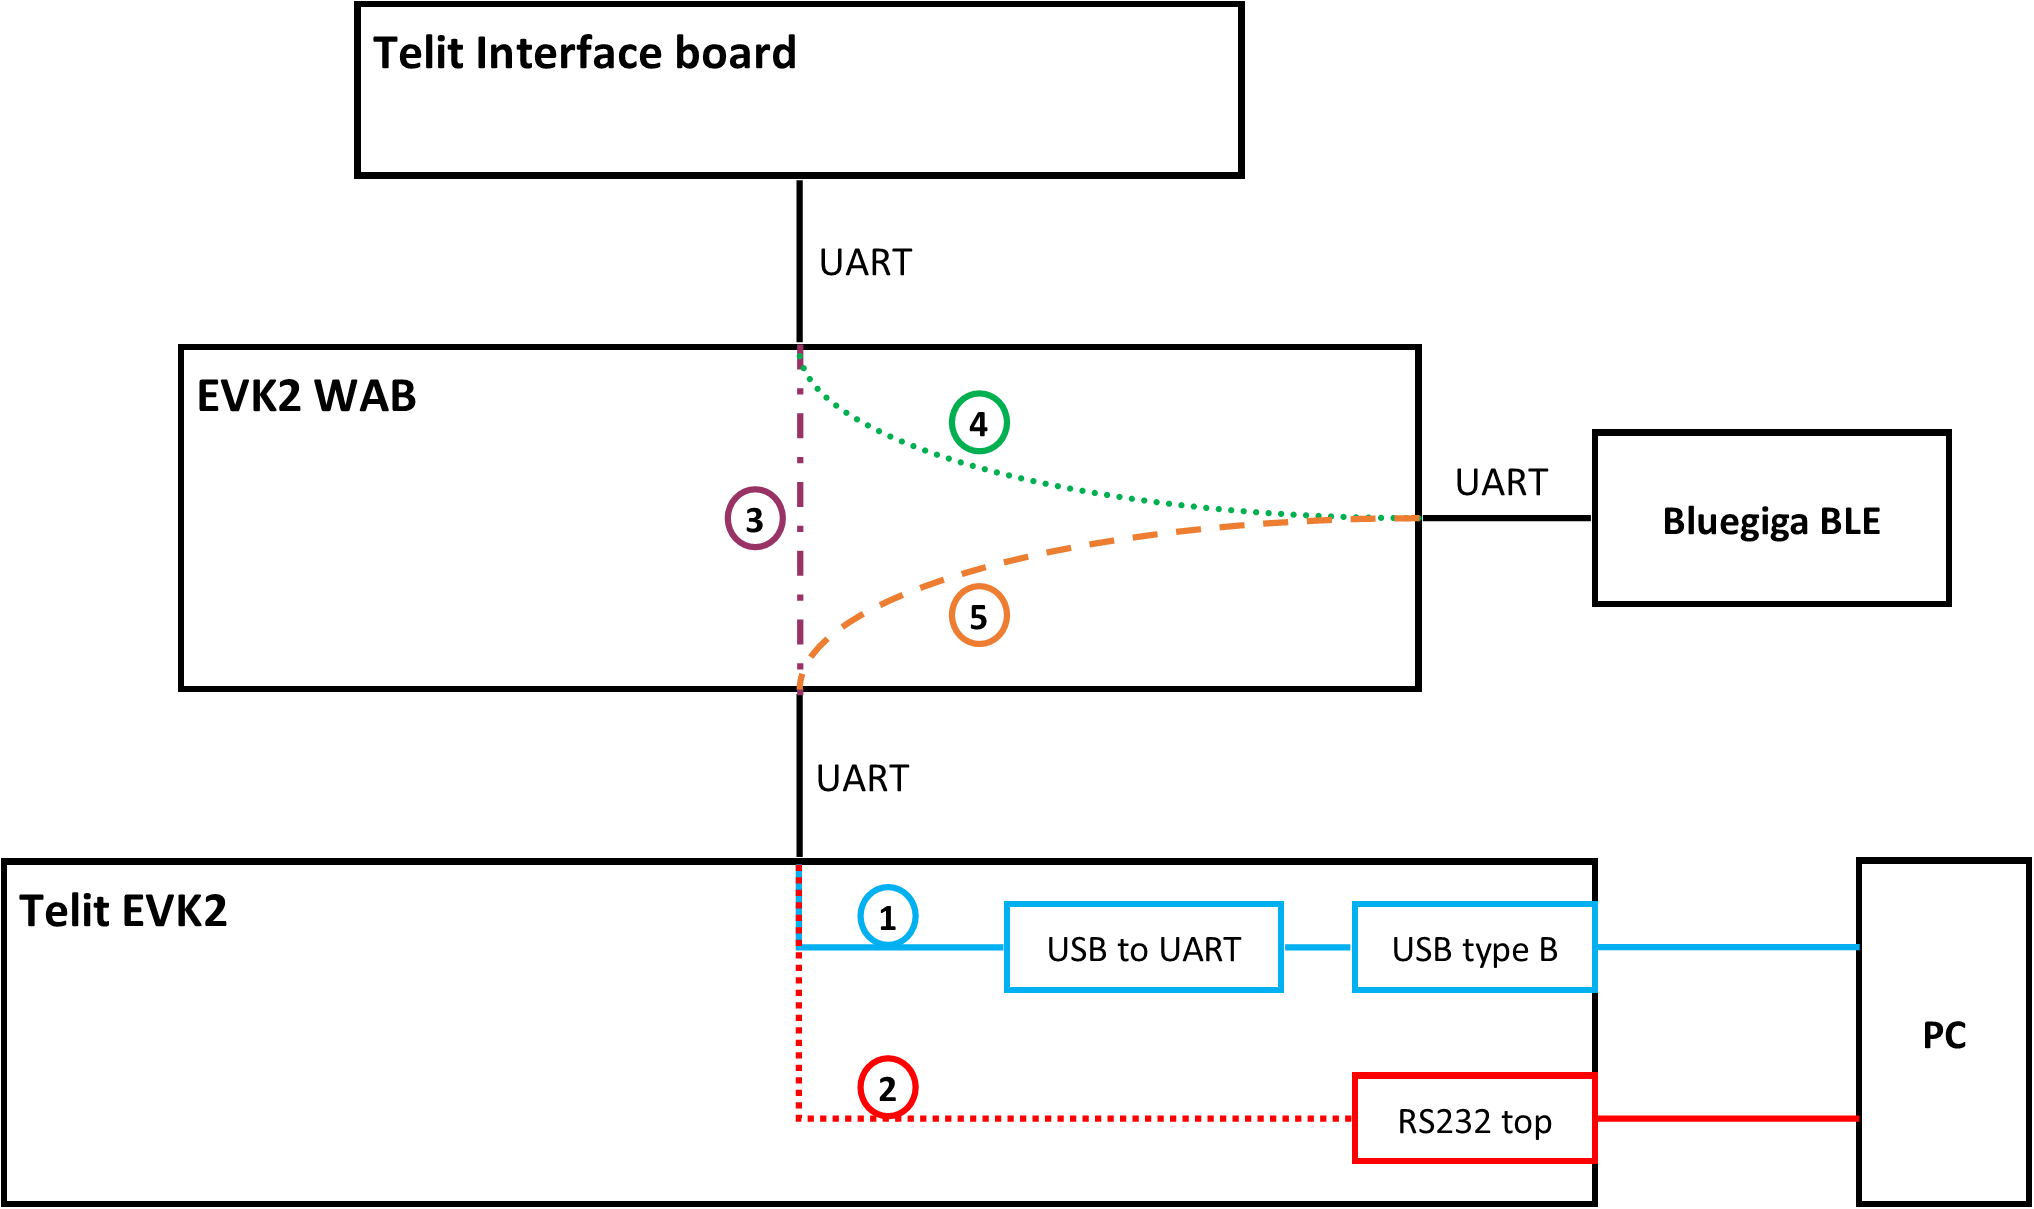 Telit Interface board
UART
EVK2 WAB
4
UART
3
Bluegiga BLE
5
UART
Telit EVK2
1
USB to UART
USB type B
PC
2
RS232 top